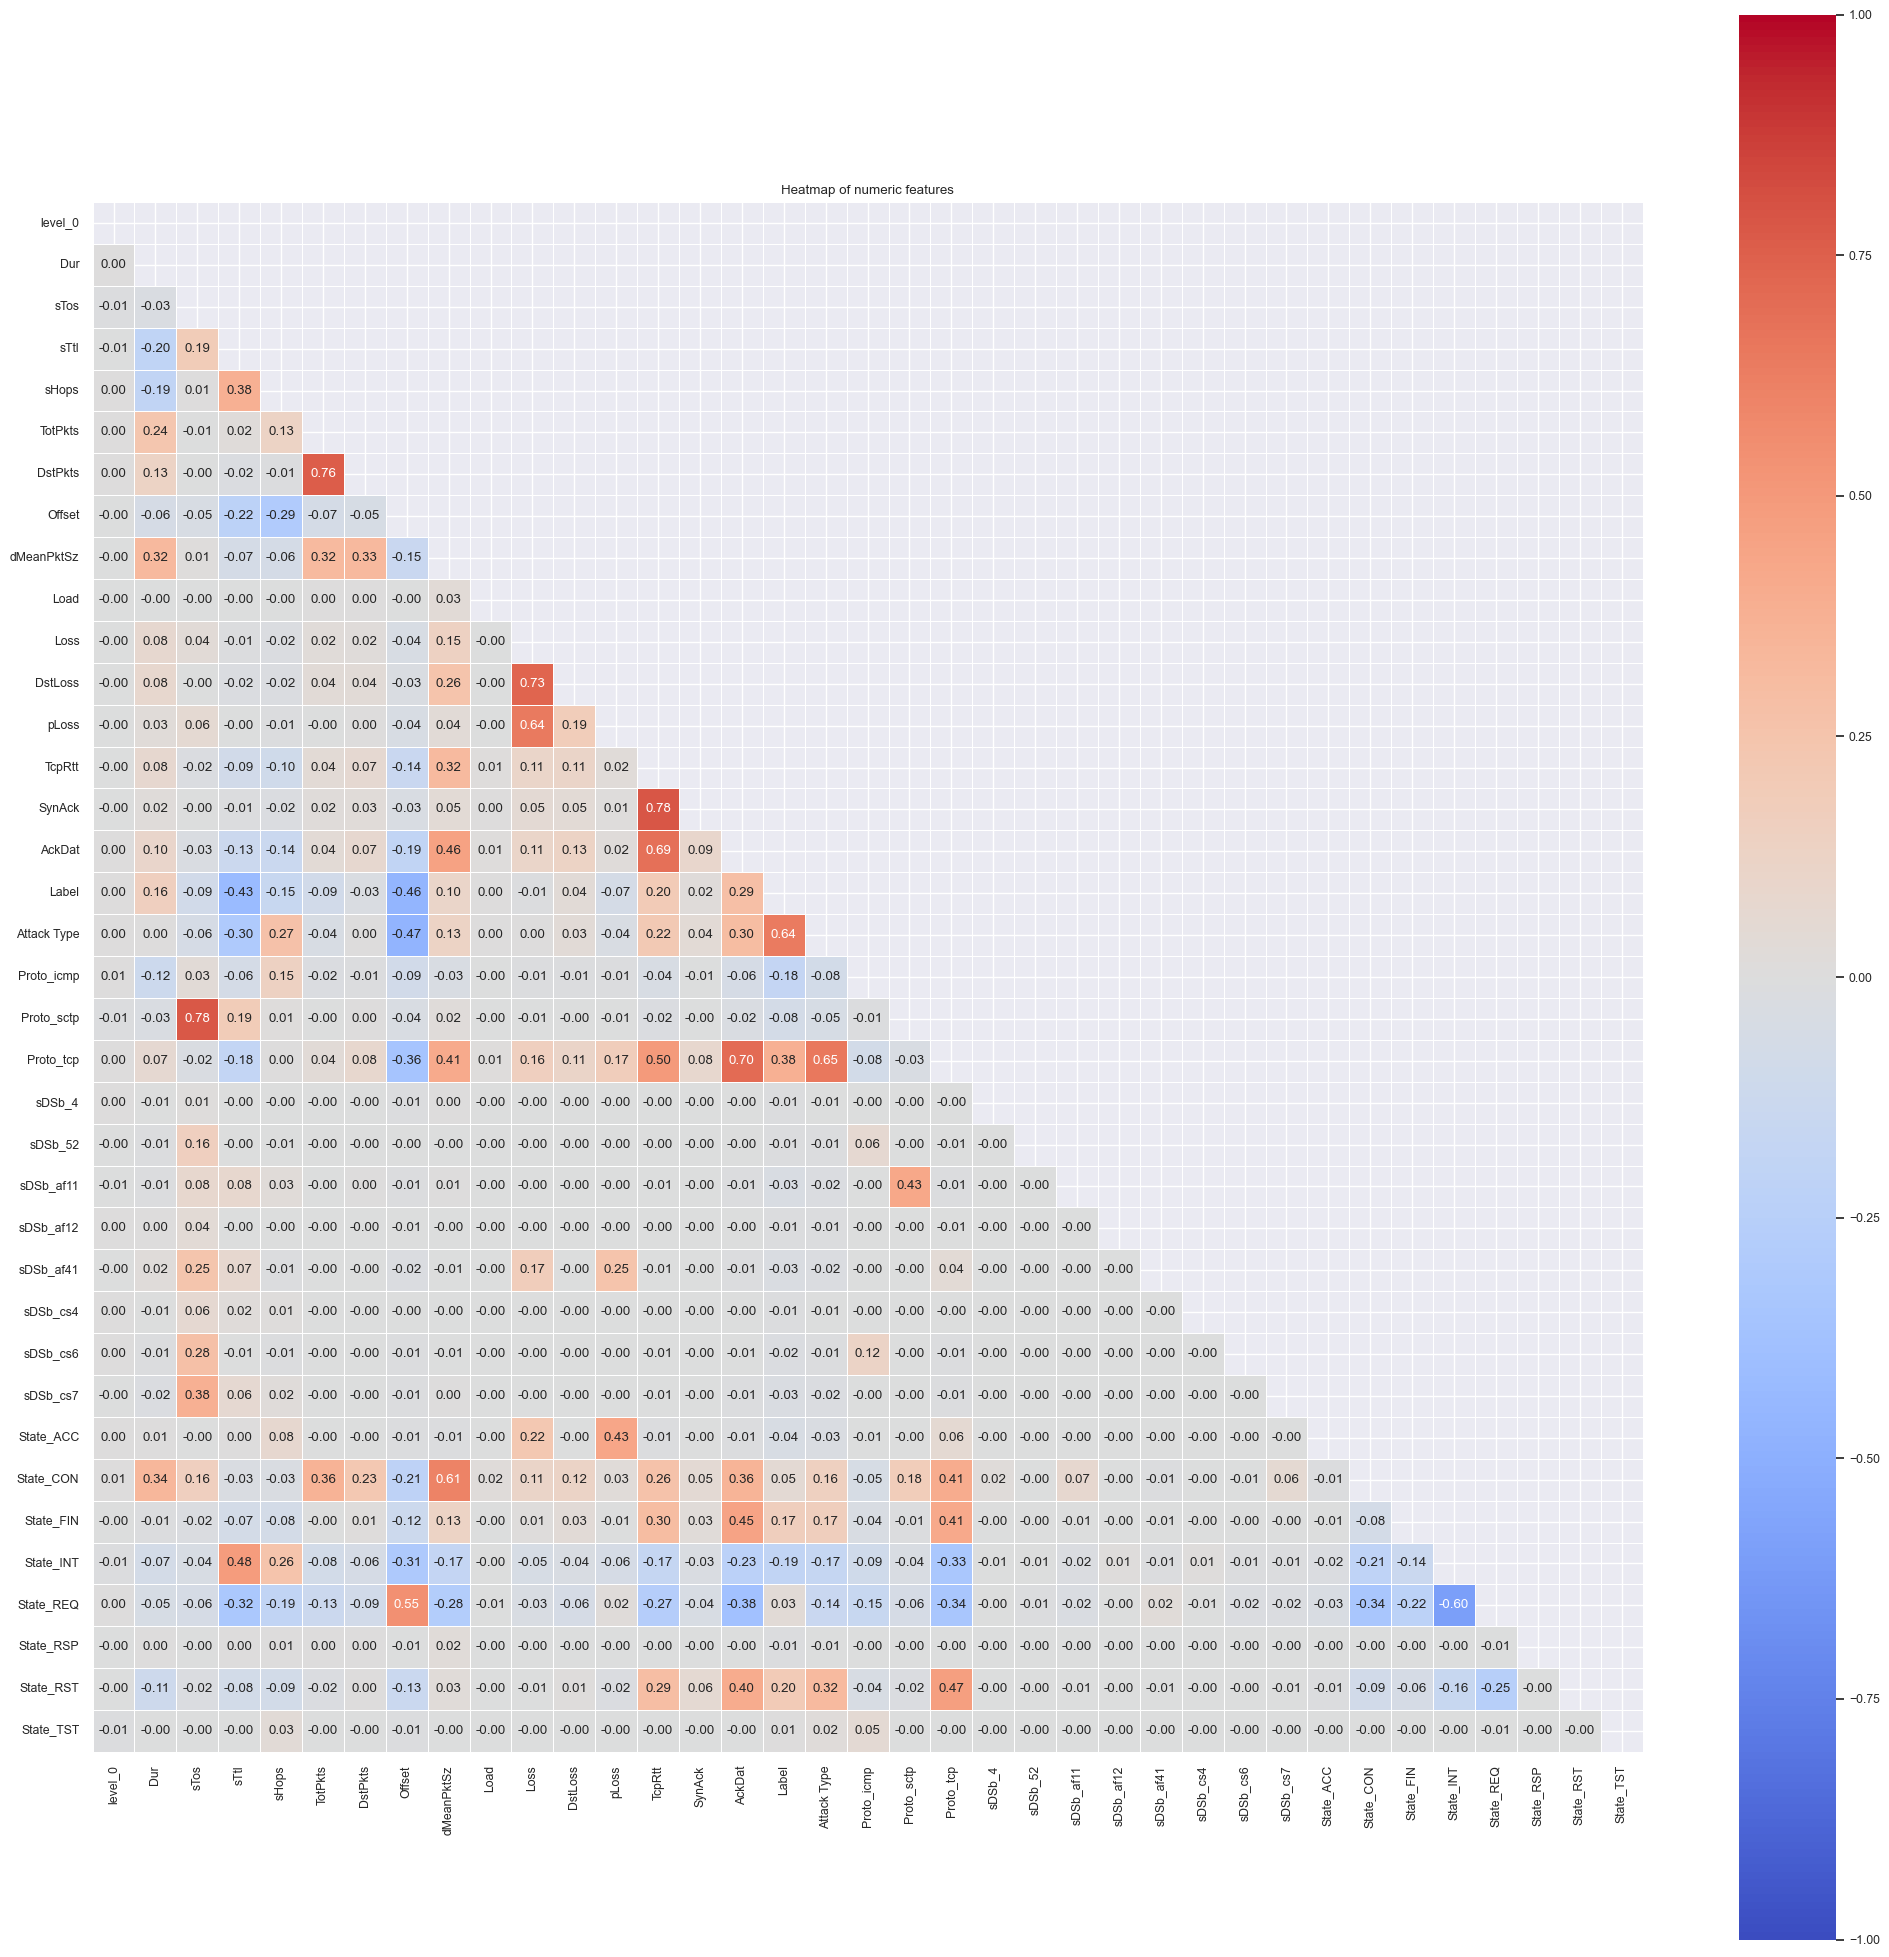 Heatmap of numeric features
level_0
Dur 0.00
sTos -0.01 -0.03
sTtl -0.01 -0.20 0.19
sHops 0.00 -0.19 0.01 0.38
TotPkts 0.00 0.24 -0.01 0.02 0.13
DstPkts 0.00 0.13 -0.00 -0.02 -0.01 0.76
Offset -0.00 -0.06 -0.05 -0.22 -0.29 -0.07 -0.05
dMeanPktSz -0.00 0.32 0.01 -0.07 -0.06 0.32 0.33 -0.15
Load -0.00 -0.00 -0.00 -0.00 -0.00 0.00 0.00 -0.00 0.03
Loss -0.00 0.08 0.04 -0.01 -0.02 0.02 0.02 -0.04 0.15 -0.00
DstLoss -0.00 0.08 -0.00 -0.02 -0.02 0.04 0.04 -0.03 0.26 -0.00 0.73
pLoss -0.00 0.03 0.06 -0.00 -0.01 -0.00 0.00 -0.04 0.04 -0.00 0.64 0.19
TcpRtt -0.00 0.08 -0.02 -0.09 -0.10 0.04 0.07 -0.14 0.32 0.01 0.11 0.11 0.02
SynAck -0.00 0.02 -0.00 -0.01 -0.02 0.02 0.03 -0.03 0.05 0.00 0.05 0.05 0.01 0.78
AckDat 0.00 0.10 -0.03 -0.13 -0.14 0.04 0.07 -0.19 0.46 0.01 0.11 0.13 0.02 0.69 0.09
Label 0.00 0.16 -0.09 -0.43 -0.15 -0.09 -0.03 -0.46 0.10 0.00 -0.01 0.04 -0.07 0.20 0.02 0.29
Attack Type 0.00 0.00 -0.06 -0.30 0.27 -0.04 0.00 -0.47 0.13 0.00 0.00 0.03 -0.04 0.22 0.04 0.30 0.64
Proto_icmp 0.01 -0.12 0.03 -0.06 0.15 -0.02 -0.01 -0.09 -0.03 -0.00 -0.01 -0.01 -0.01 -0.04 -0.01 -0.06 -0.18 -0.08
Proto_sctp -0.01 -0.03 0.78 0.19 0.01 -0.00 0.00 -0.04 0.02 -0.00 -0.01 -0.00 -0.01 -0.02 -0.00 -0.02 -0.08 -0.05 -0.01
Proto_tcp 0.00 0.07 -0.02 -0.18 0.00 0.04 0.08 -0.36 0.41 0.01 0.16 0.11 0.17 0.50 0.08 0.70 0.38 0.65 -0.08 -0.03
sDSb_4 0.00 -0.01 0.01 -0.00 -0.00 -0.00 -0.00 -0.01 0.00 -0.00 -0.00 -0.00 -0.00 -0.00 -0.00 -0.00 -0.01 -0.01 -0.00 -0.00 -0.00
sDSb_52 -0.00 -0.01 0.16 -0.00 -0.01 -0.00 -0.00 -0.00 -0.00 -0.00 -0.00 -0.00 -0.00 -0.00 -0.00 -0.00 -0.01 -0.01 0.06 -0.00 -0.01 -0.00
sDSb_af11 -0.01 -0.01 0.08 0.08 0.03 -0.00 0.00 -0.01 0.01 -0.00 -0.00 -0.00 -0.00 -0.01 -0.00 -0.01 -0.03 -0.02 -0.00 0.43 -0.01 -0.00 -0.00
sDSb_af12 0.00 0.00 0.04 -0.00 -0.00 -0.00 -0.00 -0.01 -0.00 -0.00 -0.00 -0.00 -0.00 -0.00 -0.00 -0.00 -0.01 -0.01 -0.00 -0.00 -0.01 -0.00 -0.00 -0.00
sDSb_af41 -0.00 0.02 0.25 0.07 -0.01 -0.00 -0.00 -0.02 -0.01 -0.00 0.17 -0.00 0.25 -0.01 -0.00 -0.01 -0.03 -0.02 -0.00 -0.00 0.04 -0.00 -0.00 -0.00 -0.00
sDSb_cs4 0.00 -0.01 0.06 0.02 0.01 -0.00 -0.00 -0.00 -0.00 -0.00 -0.00 -0.00 -0.00 -0.00 -0.00 -0.00 -0.01 -0.01 -0.00 -0.00 -0.00 -0.00 -0.00 -0.00 -0.00 -0.00
sDSb_cs6 0.00 -0.01 0.28 -0.01 -0.01 -0.00 -0.00 -0.01 -0.01 -0.00 -0.00 -0.00 -0.00 -0.01 -0.00 -0.01 -0.02 -0.01 0.12 -0.00 -0.01 -0.00 -0.00 -0.00 -0.00 -0.00 -0.00
sDSb_cs7 -0.00 -0.02 0.38 0.06 0.02 -0.00 -0.00 -0.01 0.00 -0.00 -0.00 -0.00 -0.00 -0.01 -0.00 -0.01 -0.03 -0.02 -0.00 -0.00 -0.01 -0.00 -0.00 -0.00 -0.00 -0.00 -0.00 -0.00
State_ACC 0.00 0.01 -0.00 0.00 0.08 -0.00 -0.00 -0.01 -0.01 -0.00 0.22 -0.00 0.43 -0.01 -0.00 -0.01 -0.04 -0.03 -0.01 -0.00 0.06 -0.00 -0.00 -0.00 -0.00 -0.00 -0.00 -0.00 -0.00
State_CON 0.01 0.34 0.16 -0.03 -0.03 0.36 0.23 -0.21 0.61 0.02 0.11 0.12 0.03 0.26 0.05 0.36 0.05 0.16 -0.05 0.18 0.41 0.02 -0.00 0.07 -0.00 -0.01 -0.00 -0.01 0.06 -0.01
State_FIN -0.00 -0.01 -0.02 -0.07 -0.08 -0.00 0.01 -0.12 0.13 -0.00 0.01 0.03 -0.01 0.30 0.03 0.45 0.17 0.17 -0.04 -0.01 0.41 -0.00 -0.00 -0.01 -0.00 -0.01 -0.00 -0.00 -0.00 -0.01 -0.08
State_INT -0.01 -0.07 -0.04 0.48 0.26 -0.08 -0.06 -0.31 -0.17 -0.00 -0.05 -0.04 -0.06 -0.17 -0.03 -0.23 -0.19 -0.17 -0.09 -0.04 -0.33 -0.01 -0.01 -0.02 0.01 -0.01 0.01 -0.01 -0.01 -0.02 -0.21 -0.14
State_REQ 0.00 -0.05 -0.06 -0.32 -0.19 -0.13 -0.09 0.55 -0.28 -0.01 -0.03 -0.06 0.02 -0.27 -0.04 -0.38 0.03 -0.14 -0.15 -0.06 -0.34 -0.00 -0.01 -0.02 -0.00 0.02 -0.01 -0.02 -0.02 -0.03 -0.34 -0.22 -0.60
State_RSP -0.00 0.00 -0.00 0.00 0.01 0.00 0.00 -0.01 0.02 -0.00 -0.00 -0.00 -0.00 -0.00 -0.00 -0.00 -0.01 -0.01 -0.00 -0.00 -0.00 -0.00 -0.00 -0.00 -0.00 -0.00 -0.00 -0.00 -0.00 -0.00 -0.00 -0.00 -0.00 -0.01
State_RST -0.00 -0.11 -0.02 -0.08 -0.09 -0.02 0.00 -0.13 0.03 -0.00 -0.01 0.01 -0.02 0.29 0.06 0.40 0.20 0.32 -0.04 -0.02 0.47 -0.00 -0.00 -0.01 -0.00 -0.01 -0.00 -0.00 -0.01 -0.01 -0.09 -0.06 -0.16 -0.25 -0.00
State_TST -0.01 -0.00 -0.00 -0.00 0.03 -0.00 -0.00 -0.01 -0.00 -0.00 -0.00 -0.00 -0.00 -0.00 -0.00 -0.00 0.01 0.02 0.05 -0.00 -0.00 -0.00 -0.00 -0.00 -0.00 -0.00 -0.00 -0.00 -0.00 -0.00 -0.00 -0.00 -0.00 -0.01 -0.00 -0.00
level_0 Dur sTos sTtl sHops TotPkts DstPkts Offset dMeanPktSz Load Loss DstLoss pLoss TcpRtt SynAck AckDat Label Attack Type Proto_icmp Proto_sctp Proto_tcp sDSb_4 sDSb_52 sDSb_af11 sDSb_af12 sDSb_af41 sDSb_cs4 sDSb_cs6 sDSb_cs7 State_ACC State_CON State_FIN State_INT State_REQ State_RSP State_RST State_TST
1.00
0.75
0.50
0.25
0.00
−0.25
−0.50
−0.75
−1.00